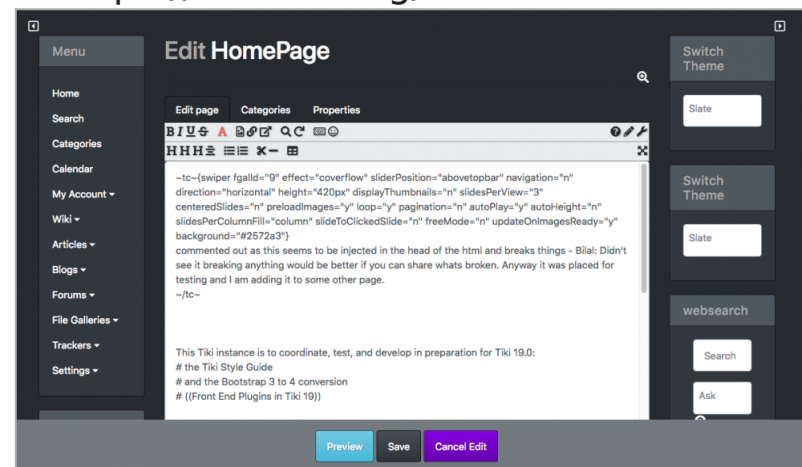 Menu
Home
Search
Categories
Calendar
My Account
Wiki
Articles
Blogs
Forums
File Galleries
Trackers
Settings
Edit HomePage
Edit page Categories Properties
B I U S A
H H H
~tc~{swiper fgalId="9" effect="coverflow" sliderPosition="abovetopbar" navigation="n"
direction="horizontal" height="420px" displayThumbnails="n" slidesPerView="3"
centeredSlides="n" preloadImages="y" loop="y" pagination="n" autoPlay="y" autoHeight="n"
slidesPerColumnFill="column" slideToClickedSlide="n" freeMode="n" updateOnImagesReady="y"
background="#2572a3"}
commented out as this seems to be injected in the head of the html and breaks things - Bilal: Didn't
see it breaking anything would be better if you can share whats broken. Anyway it was placed for
testing and I am adding it to some other page.
~/tc~
This Tiki instance is to coordinate, test, and develop in preparation for Tiki 19.0:
# the Tiki Style Guide
# and the Bootstrap 3 to 4 conversion
# ((Front End Plugins in Tiki 19))
Switch
Theme
Slate
Switch
Theme
Slate
websearch
Search
Ask
Preview Save Cancel Edit